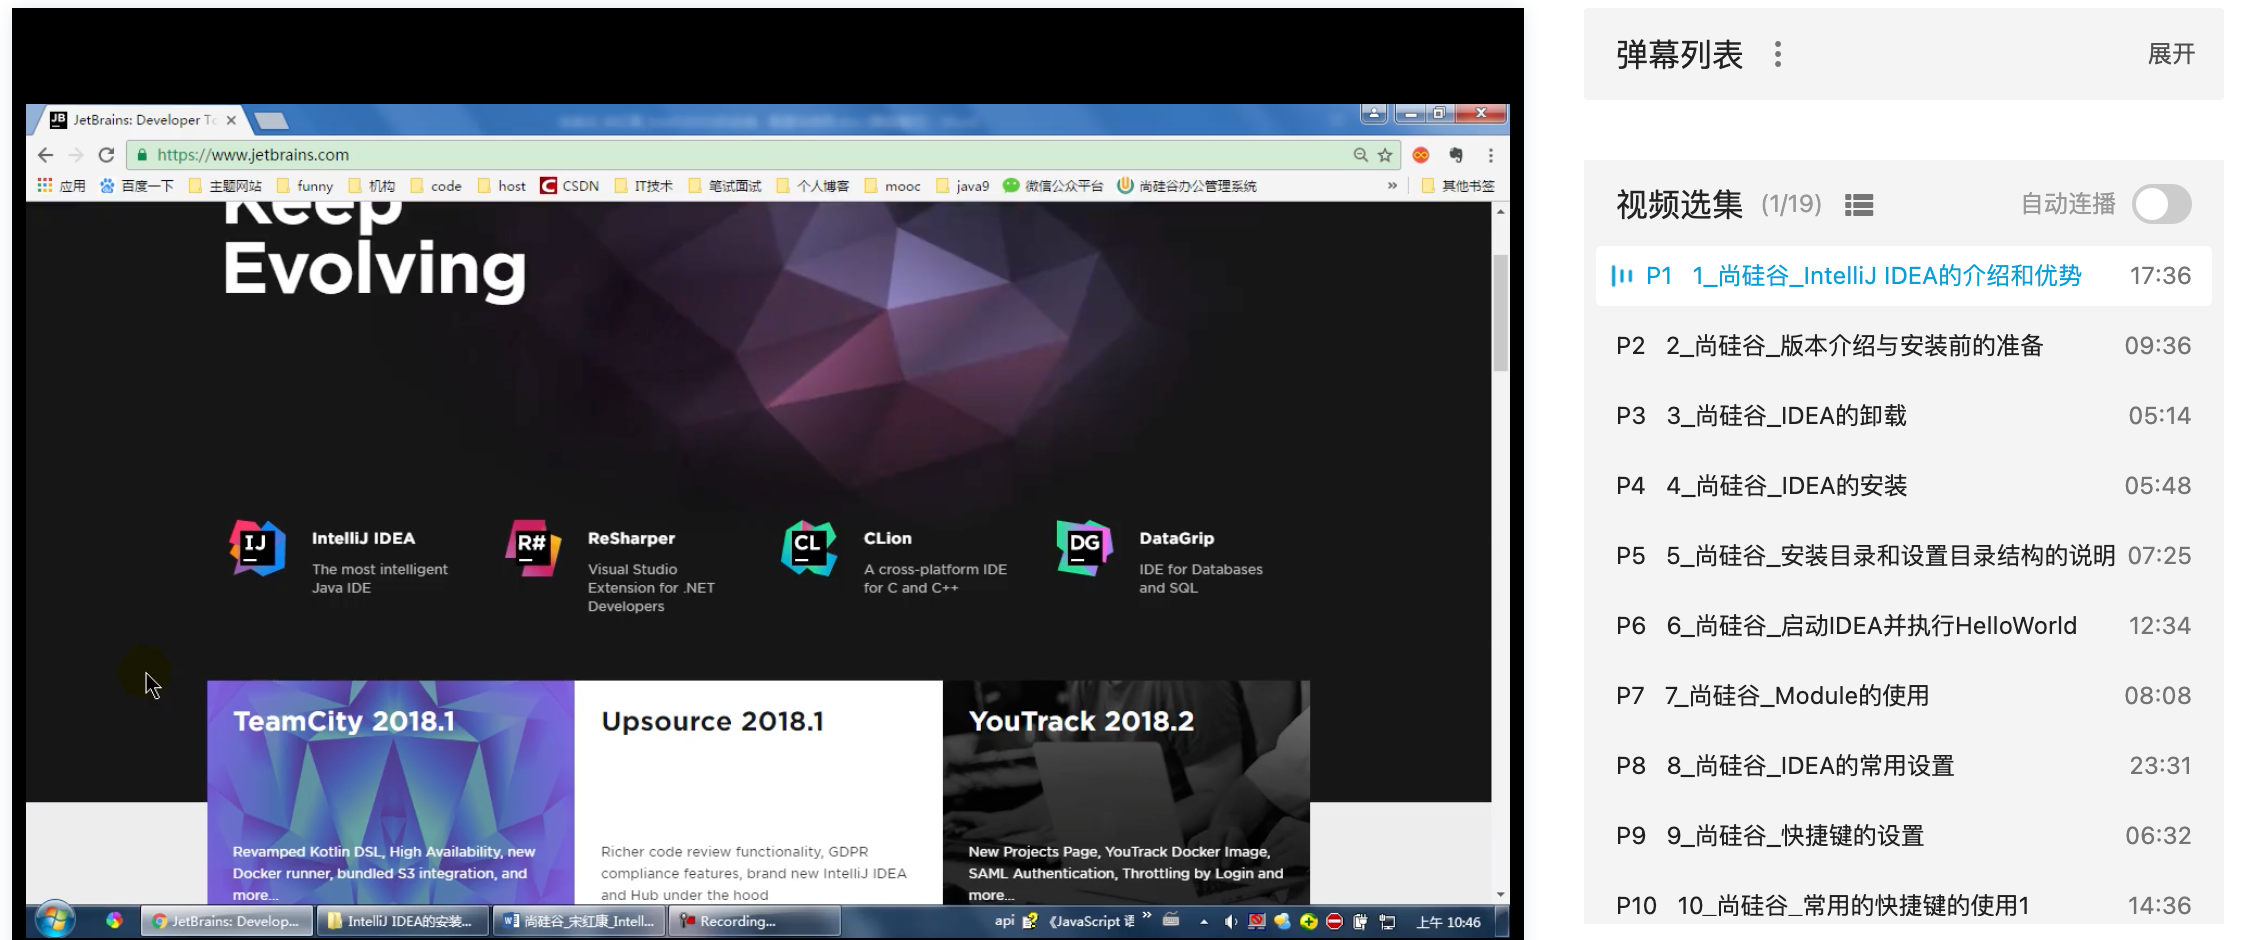 JetBrains: Developer To
https://www.jetbrains.com
应用 百度一下 主题网站 funny 机构 code host CSDN IT技术 笔试面试 个人博客 mooc java9 微信公众平台 尚硅谷办公管理系统 » 其他书签
Keep
Evolving
IJ IntelliJ IDEA
The most intelligent
Java IDE
R# ReSharper
Visual Studio
Extension for .NET
Developers
CL CLion
A cross-platform IDE
for C and C++
DG DataGrip
IDE for Databases
and SQL
TeamCity 2018.1
Revamped Kotlin DSL, High Availability, new
Docker runner, bundled S3 integration, and
more...
Upsource 2018.1
Richer code review functionality, GDPR
compliance features, brand new IntelliJ IDEA
and Hub under the hood
YouTrack 2018.2
New Projects Page, YouTrack Docker Image,
SAML Authentication, Throttling by Login and
more...
JetBrains: Develop... IntelliJ IDEA的安装... 尚硅谷_宋红康_Intell... Recording... api 《JavaScript 语 » 上午 10:46
弹幕列表 展开
视频选集 (1/19) 自动连播
P1 1_尚硅谷_IntelliJ IDEA的介绍和优势 17:36
P2 2_尚硅谷_版本介绍与安装前的准备 09:36
P3 3_尚硅谷_IDEA的卸载 05:14
P4 4_尚硅谷_IDEA的安装 05:48
P5 5_尚硅谷_安装目录和设置目录结构的说明 07:25
P6 6_尚硅谷_启动IDEA并执行HelloWorld 12:34
P7 7_尚硅谷_Module的使用 08:08
P8 8_尚硅谷_IDEA的常用设置 23:31
P9 9_尚硅谷_快捷键的设置 06:32
P10 10_尚硅谷_常用的快捷键的使用1 14:36